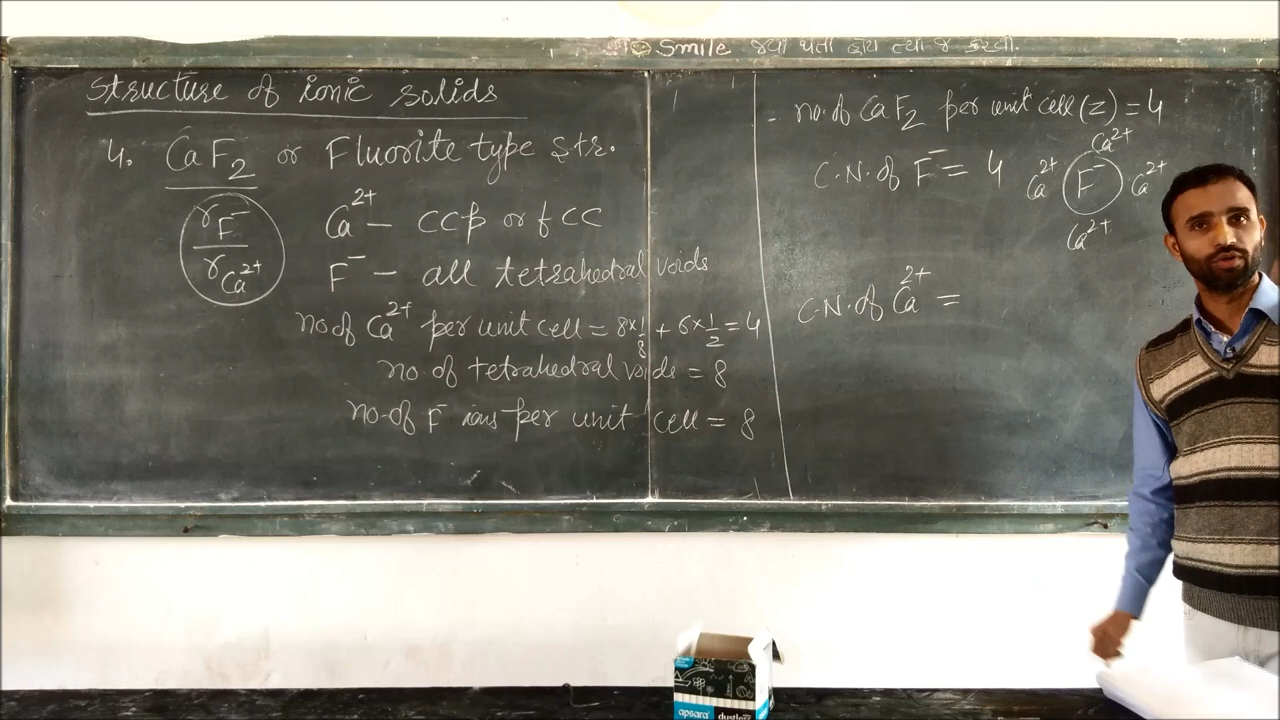 Smile
Structure of ionic solids
4. CaF₂ or Fluorite type str.
rF⁻
rCa²⁺
Ca²⁺ — CCP or fCC
F⁻ — all tetrahedral voids
no. of Ca²⁺ per unit cell = 8×1/8 + 6×1/2 = 4
no. of tetrahedral voids = 8
no. of F⁻ ions per unit cell = 8
- no. of CaF₂ per unit cell (z) = 4
C.N. of F⁻ = 4
Ca²⁺
Ca²⁺ F⁻ Ca²⁺
Ca²⁺
C.N. of Ca²⁺ =
apsara dustle